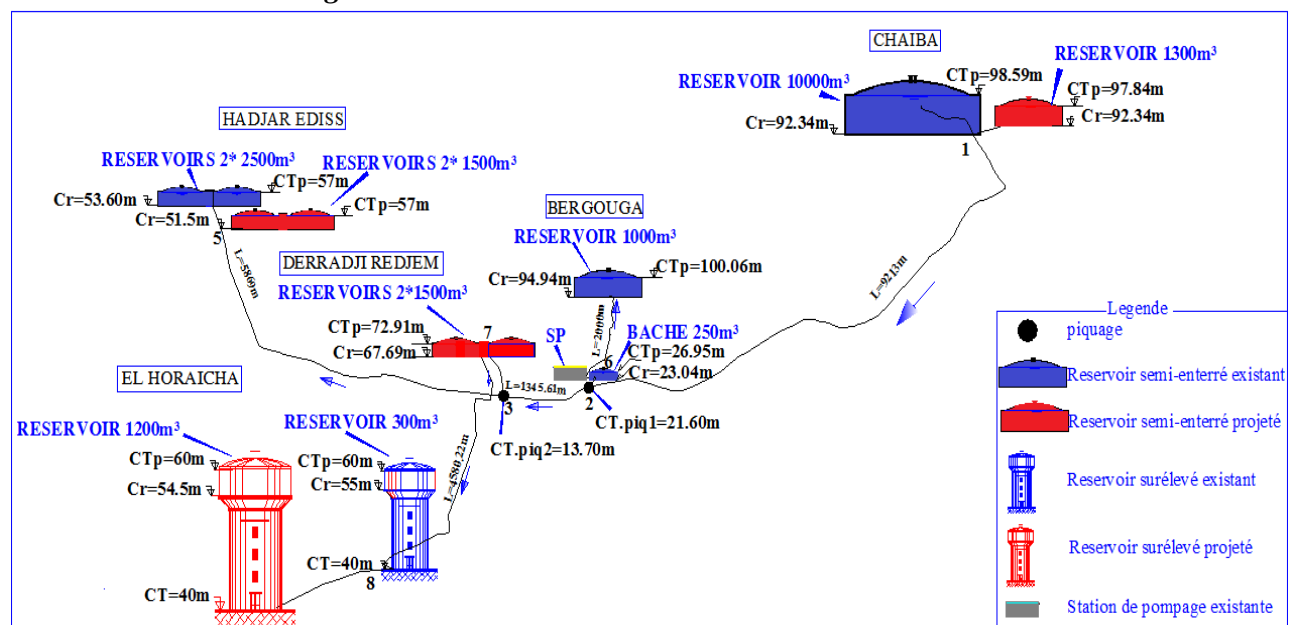 CHAIBA
RESERVOIR 10000m³
RESERVOIR 1300m³
CTp=98.59m
CTp=97.84m
Cr=92.34m
Cr=92.34m
1
HADJAR EDISS
RESERVOIRS 2* 2500m³
RESERVOIRS 2* 1500m³
CTp=57m
CTp=57m
Cr=53.60m
Cr=51.5m
5
L=5869m
BERGOUGA
RESERVOIR 1000m³
CTp=100.06m
Cr=94.94m
L=2000m
L=9213m
DERRADJI REDJEM
RESERVOIRS 2*1500m³
CTp=72.91m
Cr=67.69m
7
SP
BACHE 250m³
6
CTp=26.95m
Cr=23.04m
L=1345.61m
3
2
CT.piq1=21.60m
CT.piq2=13.70m
EL HORAICHA
RESERVOIR 1200m³
RESERVOIR 300m³
CTp=60m
CTp=60m
Cr=54.5m
Cr=55m
L=4580,22m
CT=40m
8
CT=40m
Legende
piquage
Reservoir semi-enterré existant
Reservoir semi-enterré projeté
Reservoir surélevé existant
Reservoir surélevé projeté
Station de pompage existante